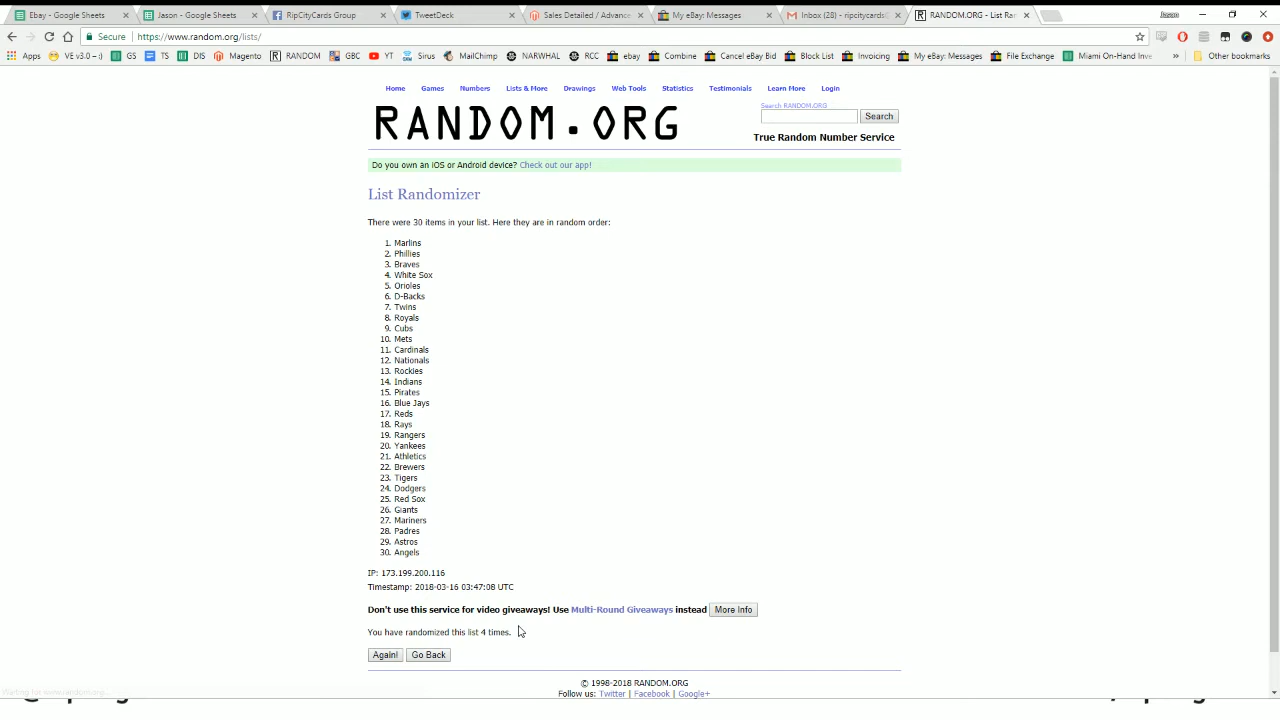 Ebay - Google Sheets
Jason - Google Sheets
RipCityCards Group
TweetDeck
Sales Detailed / Advance
My eBay: Messages
Inbox (28) - ripcitycards@
RANDOM.ORG - List Ra
Secure https://www.random.org/lists/
Apps VE v3.0 -- :) GS TS DIS Magento RANDOM GBC YT Sirus MailChimp NARWHAL RCC ebay Combine Cancel eBay Bid Block List Invoicing My eBay: Messages File Exchange Miami On-Hand Inve » Other bookmarks
Home Games Numbers Lists & More Drawings Web Tools Statistics Testimonials Learn More Login
RANDOM.ORG
Search RANDOM.ORG
Search
True Random Number Service
Do you own an iOS or Android device? Check out our app!
List Randomizer
There were 30 items in your list. Here they are in random order:
1. Marlins
2. Phillies
3. Braves
4. White Sox
5. Orioles
6. D-Backs
7. Twins
8. Royals
9. Cubs
10. Mets
11. Cardinals
12. Nationals
13. Rockies
14. Indians
15. Pirates
16. Blue Jays
17. Reds
18. Rays
19. Rangers
20. Yankees
21. Athletics
22. Brewers
23. Tigers
24. Dodgers
25. Red Sox
26. Giants
27. Mariners
28. Padres
29. Astros
30. Angels
IP: 173.199.200.116
Timestamp: 2018-03-16 03:47:08 UTC
Don't use this service for video giveaways! Use Multi-Round Giveaways instead More Info
You have randomized this list 4 times.
Again! Go Back
© 1998-2018 RANDOM.ORG
Follow us: Twitter | Facebook | Google+
Waiting for www.random.org...